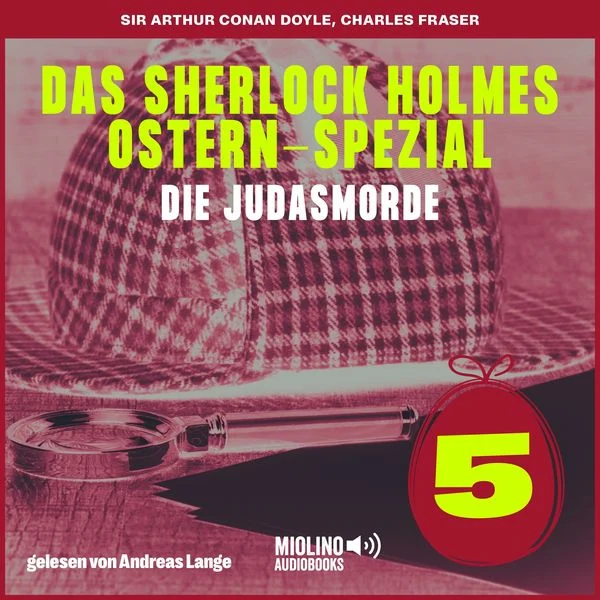 SIR ARTHUR CONAN DOYLE, CHARLES FRASER
DAS SHERLOCK HOLMES
OSTERN-SPEZIAL
DIE JUDASMORDE
5
gelesen von Andreas Lange
MIOLINO
AUDIOBOOKS